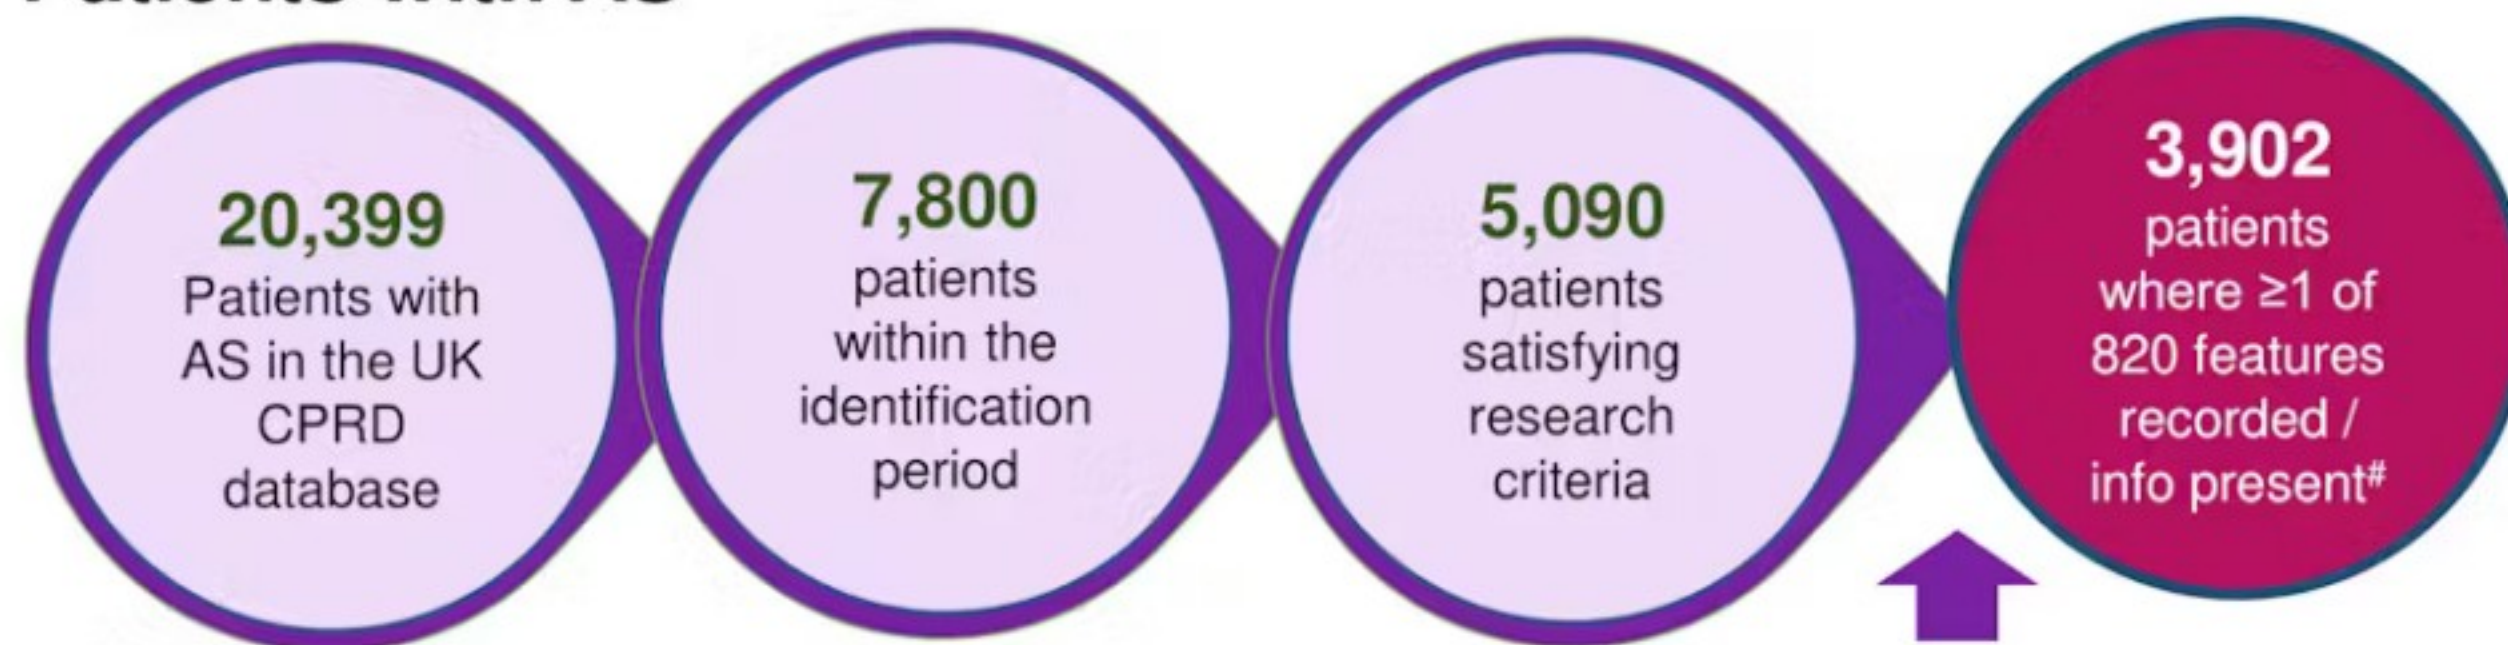 20,399
Patients with
AS in the UK
CPRD
database
7,800
patients
within the
identification
period
5,090
patients
satisfying
research
criteria
3,902
patients
where ≥1 of
820 features
recorded /
info present#